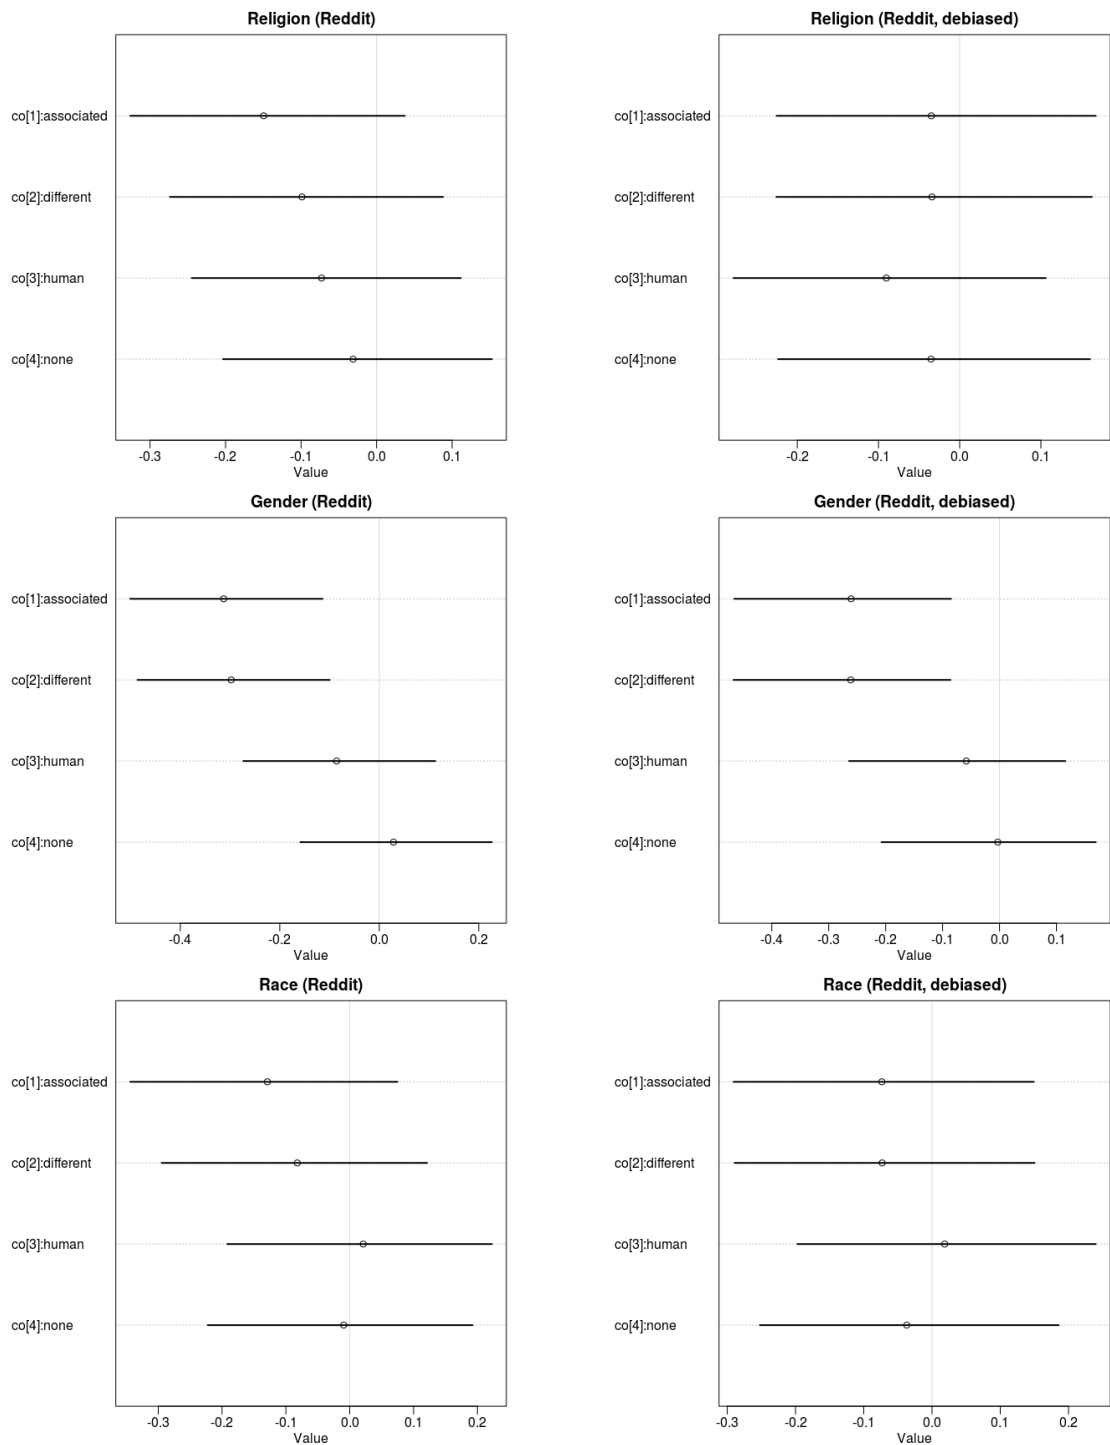 Religion (Reddit)
co[1]:associated
co[2]:different
co[3]:human
co[4]:none
-0.3 -0.2 -0.1 0.0 0.1
Value
Religion (Reddit, debiased)
co[1]:associated
co[2]:different
co[3]:human
co[4]:none
-0.2 -0.1 0.0 0.1
Value
Gender (Reddit)
co[1]:associated
co[2]:different
co[3]:human
co[4]:none
-0.4 -0.2 0.0 0.2
Value
Gender (Reddit, debiased)
co[1]:associated
co[2]:different
co[3]:human
co[4]:none
-0.4 -0.3 -0.2 -0.1 0.0 0.1
Value
Race (Reddit)
co[1]:associated
co[2]:different
co[3]:human
co[4]:none
-0.3 -0.2 -0.1 0.0 0.1 0.2
Value
Race (Reddit, debiased)
co[1]:associated
co[2]:different
co[3]:human
co[4]:none
-0.3 -0.2 -0.1 0.0 0.1 0.2
Value